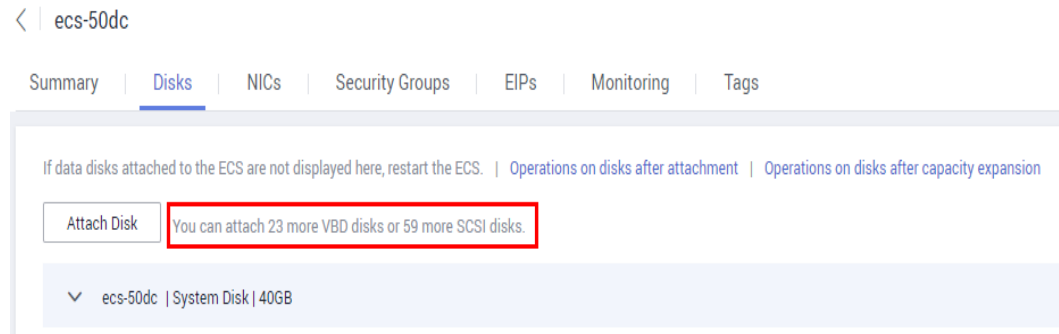 ecs-50dc
Summary | Disks | NICs | Security Groups | EIPs | Monitoring | Tags
If data disks attached to the ECS are not displayed here, restart the ECS. | Operations on disks after attachment | Operations on disks after capacity expansion
Attach Disk You can attach 23 more VBD disks or 59 more SCSI disks.
ecs-50dc | System Disk | 40GB